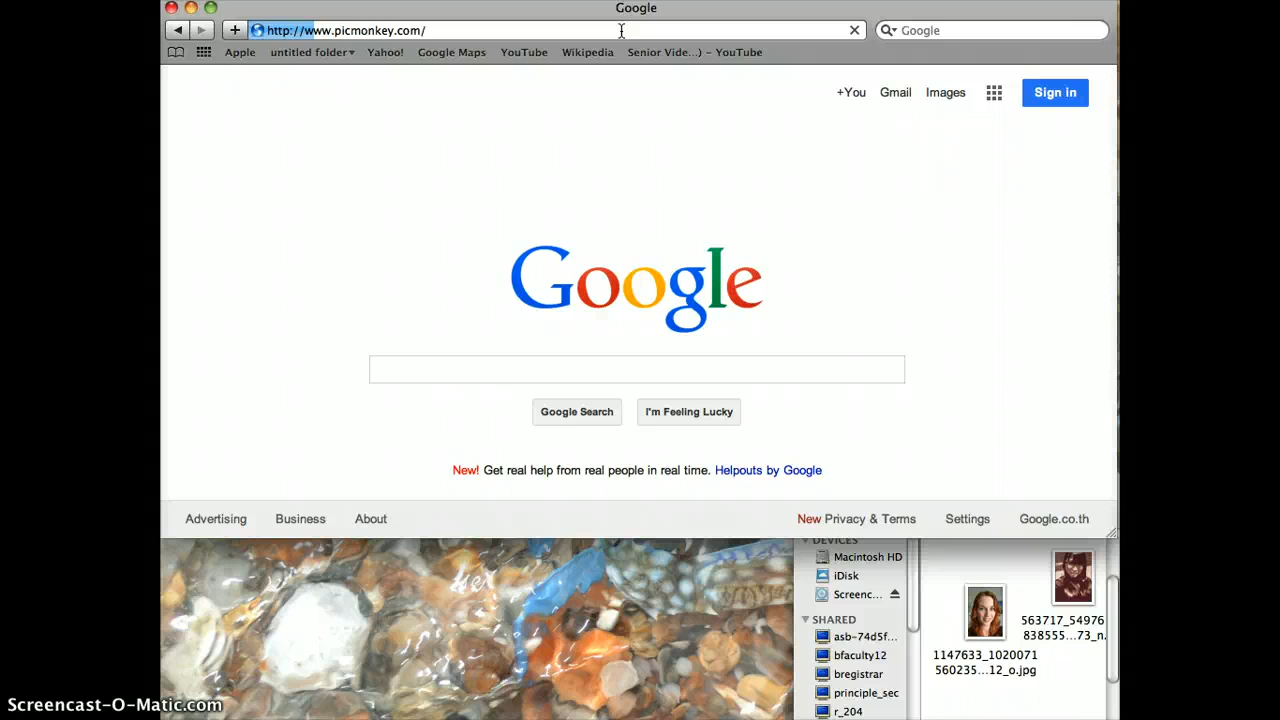 Google
http://www.picmonkey.com/
Google
Apple untitled folder▾ Yahoo! Google Maps YouTube Wikipedia Senior Vide...) – YouTube
+You Gmail Images Sign in
Google
Google Search I'm Feeling Lucky
New! Get real help from real people in real time. Helpouts by Google
Advertising Business About New Privacy & Terms Settings Google.co.th
DEVICES
Macintosh HD
iDisk
Screenc...
SHARED
asb-74d5f...
bfaculty12
bregistrar
principle_sec
r_204
563717_54976
838555...73_n.
1147633_1020071
560235...12_o.jpg
Screencast-O-Matic.com